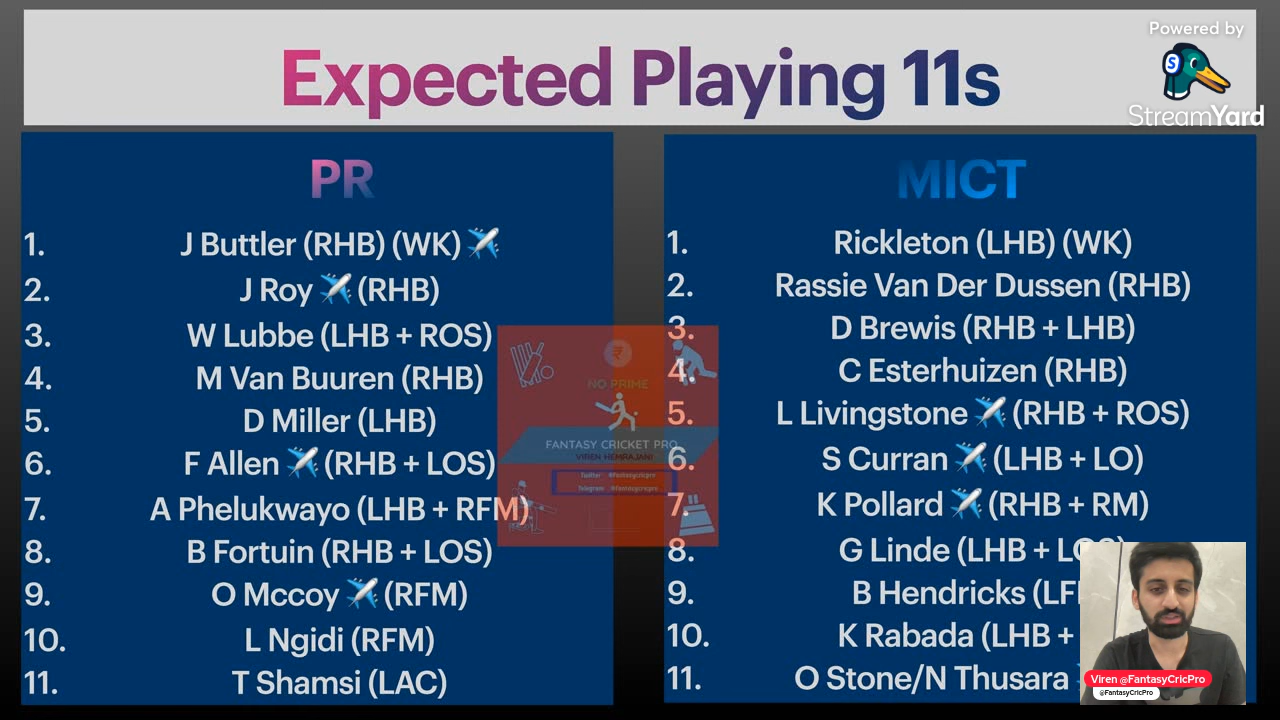 Powered by
StreamYard
Expected Playing 11s
PR
1. J Buttler (RHB) (WK) ✈️
2. J Roy ✈️ (RHB)
3. W Lubbe (LHB + ROS)
4. M Van Buuren (RHB)
5. D Miller (LHB)
6. F Allen ✈️ (RHB + LOS)
7. A Phelukwayo (LHB + RFM)
8. B Fortuin (RHB + LOS)
9. O Mccoy ✈️ (RFM)
10. L Ngidi (RFM)
11. T Shamsi (LAC)
MICT
1. Rickleton (LHB) (WK)
2. Rassie Van Der Dussen (RHB)
3. D Brewis (RHB + LHB)
4. C Esterhuizen (RHB)
5. L Livingstone ✈️ (RHB + ROS)
6. S Curran ✈️ (LHB + LO)
7. K Pollard ✈️ (RHB + RM)
8. G Linde (LHB +
9. B Hendricks
10. K Rabada (LHB +
11. O Stone/N Thusara
NO PRIME
FANTASY CRICKET PRO
VIREN HEMRAJANI
Twitter @Fantasycricpro
Telegram @Fantasycricpro
Viren @FantasyCricPro
@FantasyCricPro